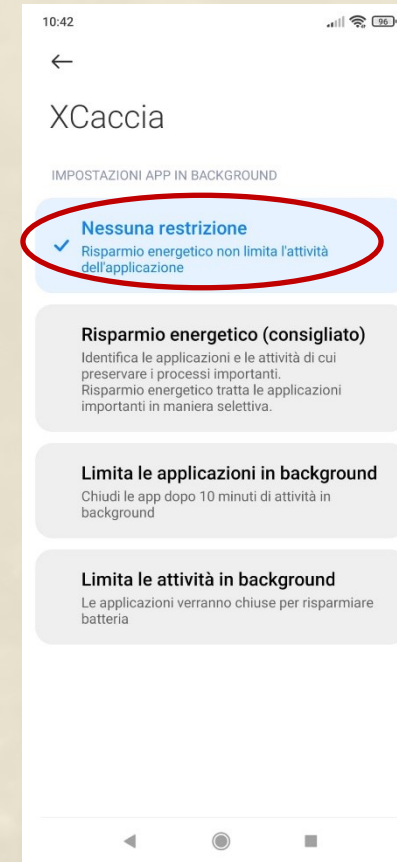 10:42
96
XCaccia
IMPOSTAZIONI APP IN BACKGROUND
Nessuna restrizione
Risparmio energetico non limita l'attività
dell'applicazione
Risparmio energetico (consigliato)
Identifica le applicazioni e le attività di cui
preservare i processi importanti.
Risparmio energetico tratta le applicazioni
importanti in maniera selettiva.
Limita le applicazioni in background
Chiudi le app dopo 10 minuti di attività in
background
Limita le attività in background
Le applicazioni verranno chiuse per risparmiare
batteria